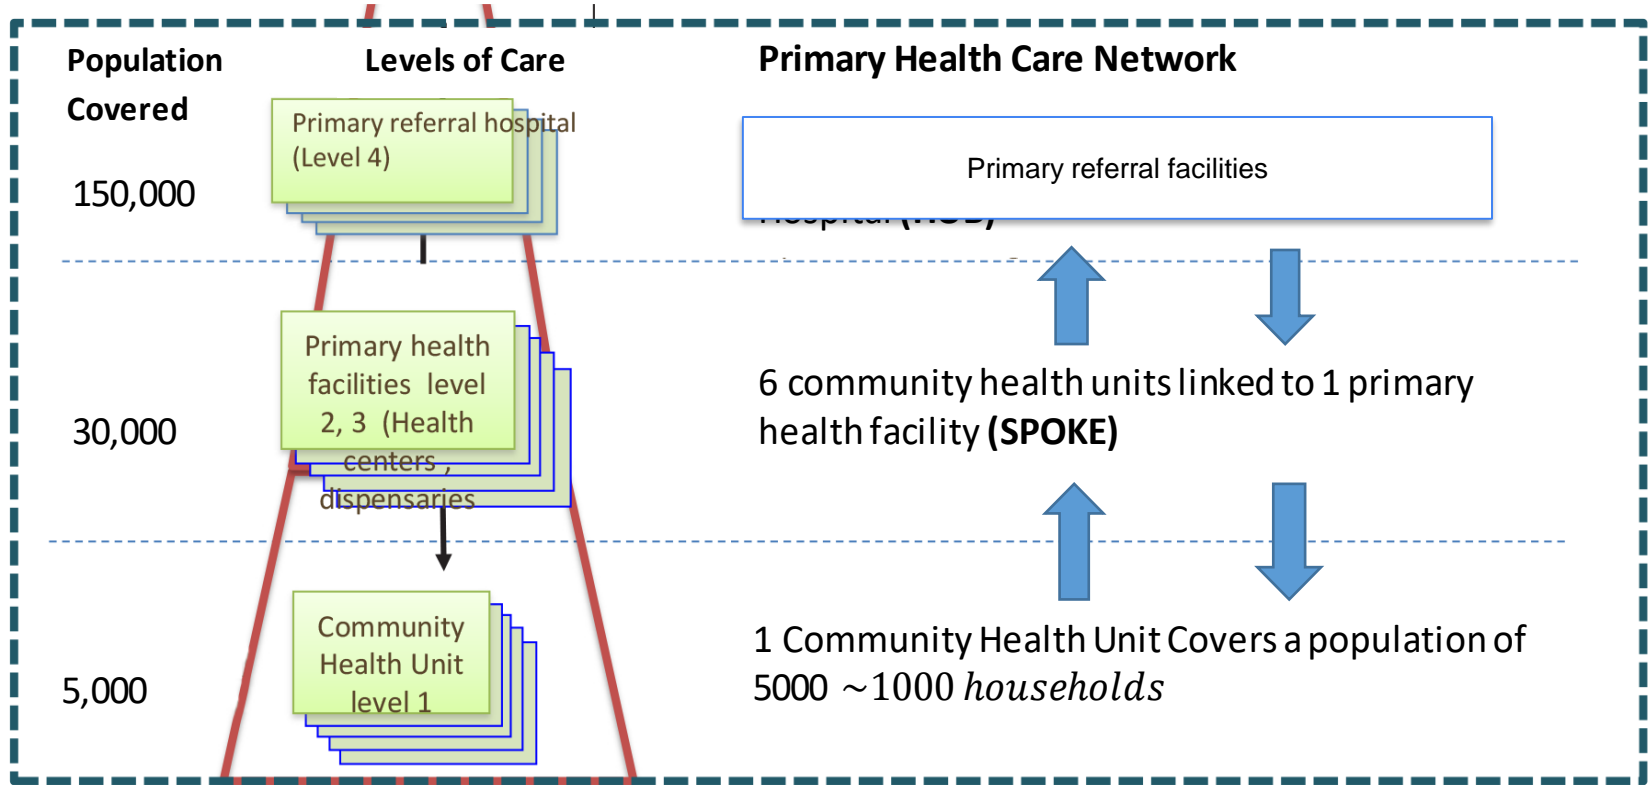 Population
Covered
Levels of Care
Primary Health Care Network
150,000
Primary referral hospital
(Level 4)
Primary referral facilities
Hospital (HUB)
30,000
Primary health
facilities level
2, 3 (Health
centers ,
dispensaries
6 community health units linked to 1 primary
health facility (SPOKE)
5,000
Community
Health Unit
level 1
1 Community Health Unit Covers a population of
5000 ~1000 households